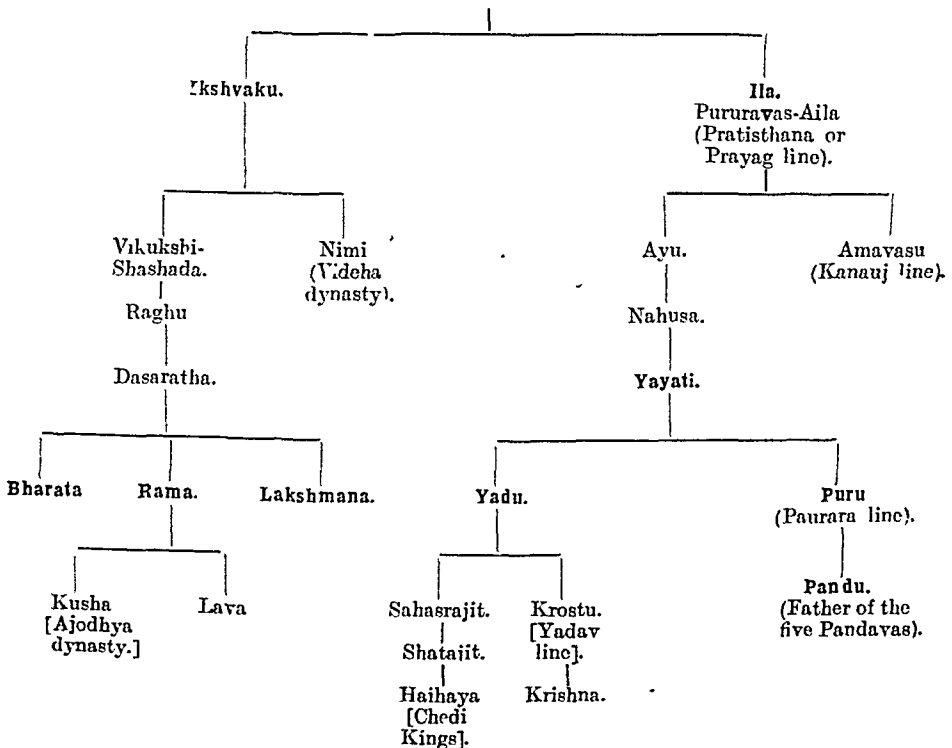 Ikshvaku.
Ila.
Pururavas-Aila
(Pratisthana or
Prayag line).
Vikukshi-
Shashada.
Nimi
(Videha
dynasty).
Ayu.
Amavasu
(Kanauj line).
Raghu
Nahusa.
Dasaratha.
Yayati.
Bharata
Rama.
Lakshmana.
Yadu.
Puru
(Paurara line).
Kusha
[Ajodhya
dynasty.]
Lava
Sahasrajit.
Krostu.
[Yadav
line].
Pandu.
(Father of the
five Pandavas).
Shatajit.
Haihaya
[Chedi
Kings].
Krishna.